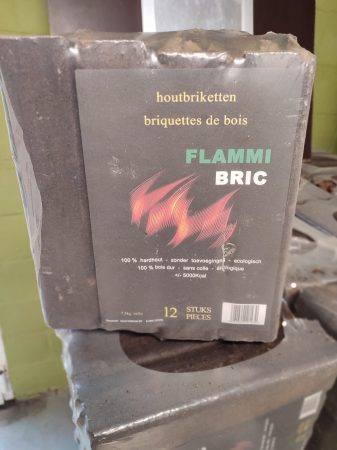 houtbriketten
briquettes de bois
FLAMMI
BRIC
100 % hardhout - zonder toevoegingen - ecologisch
100 % bois dur - sans colle - écologique
+/- 5000Kcal
12 STUKS
PIECES